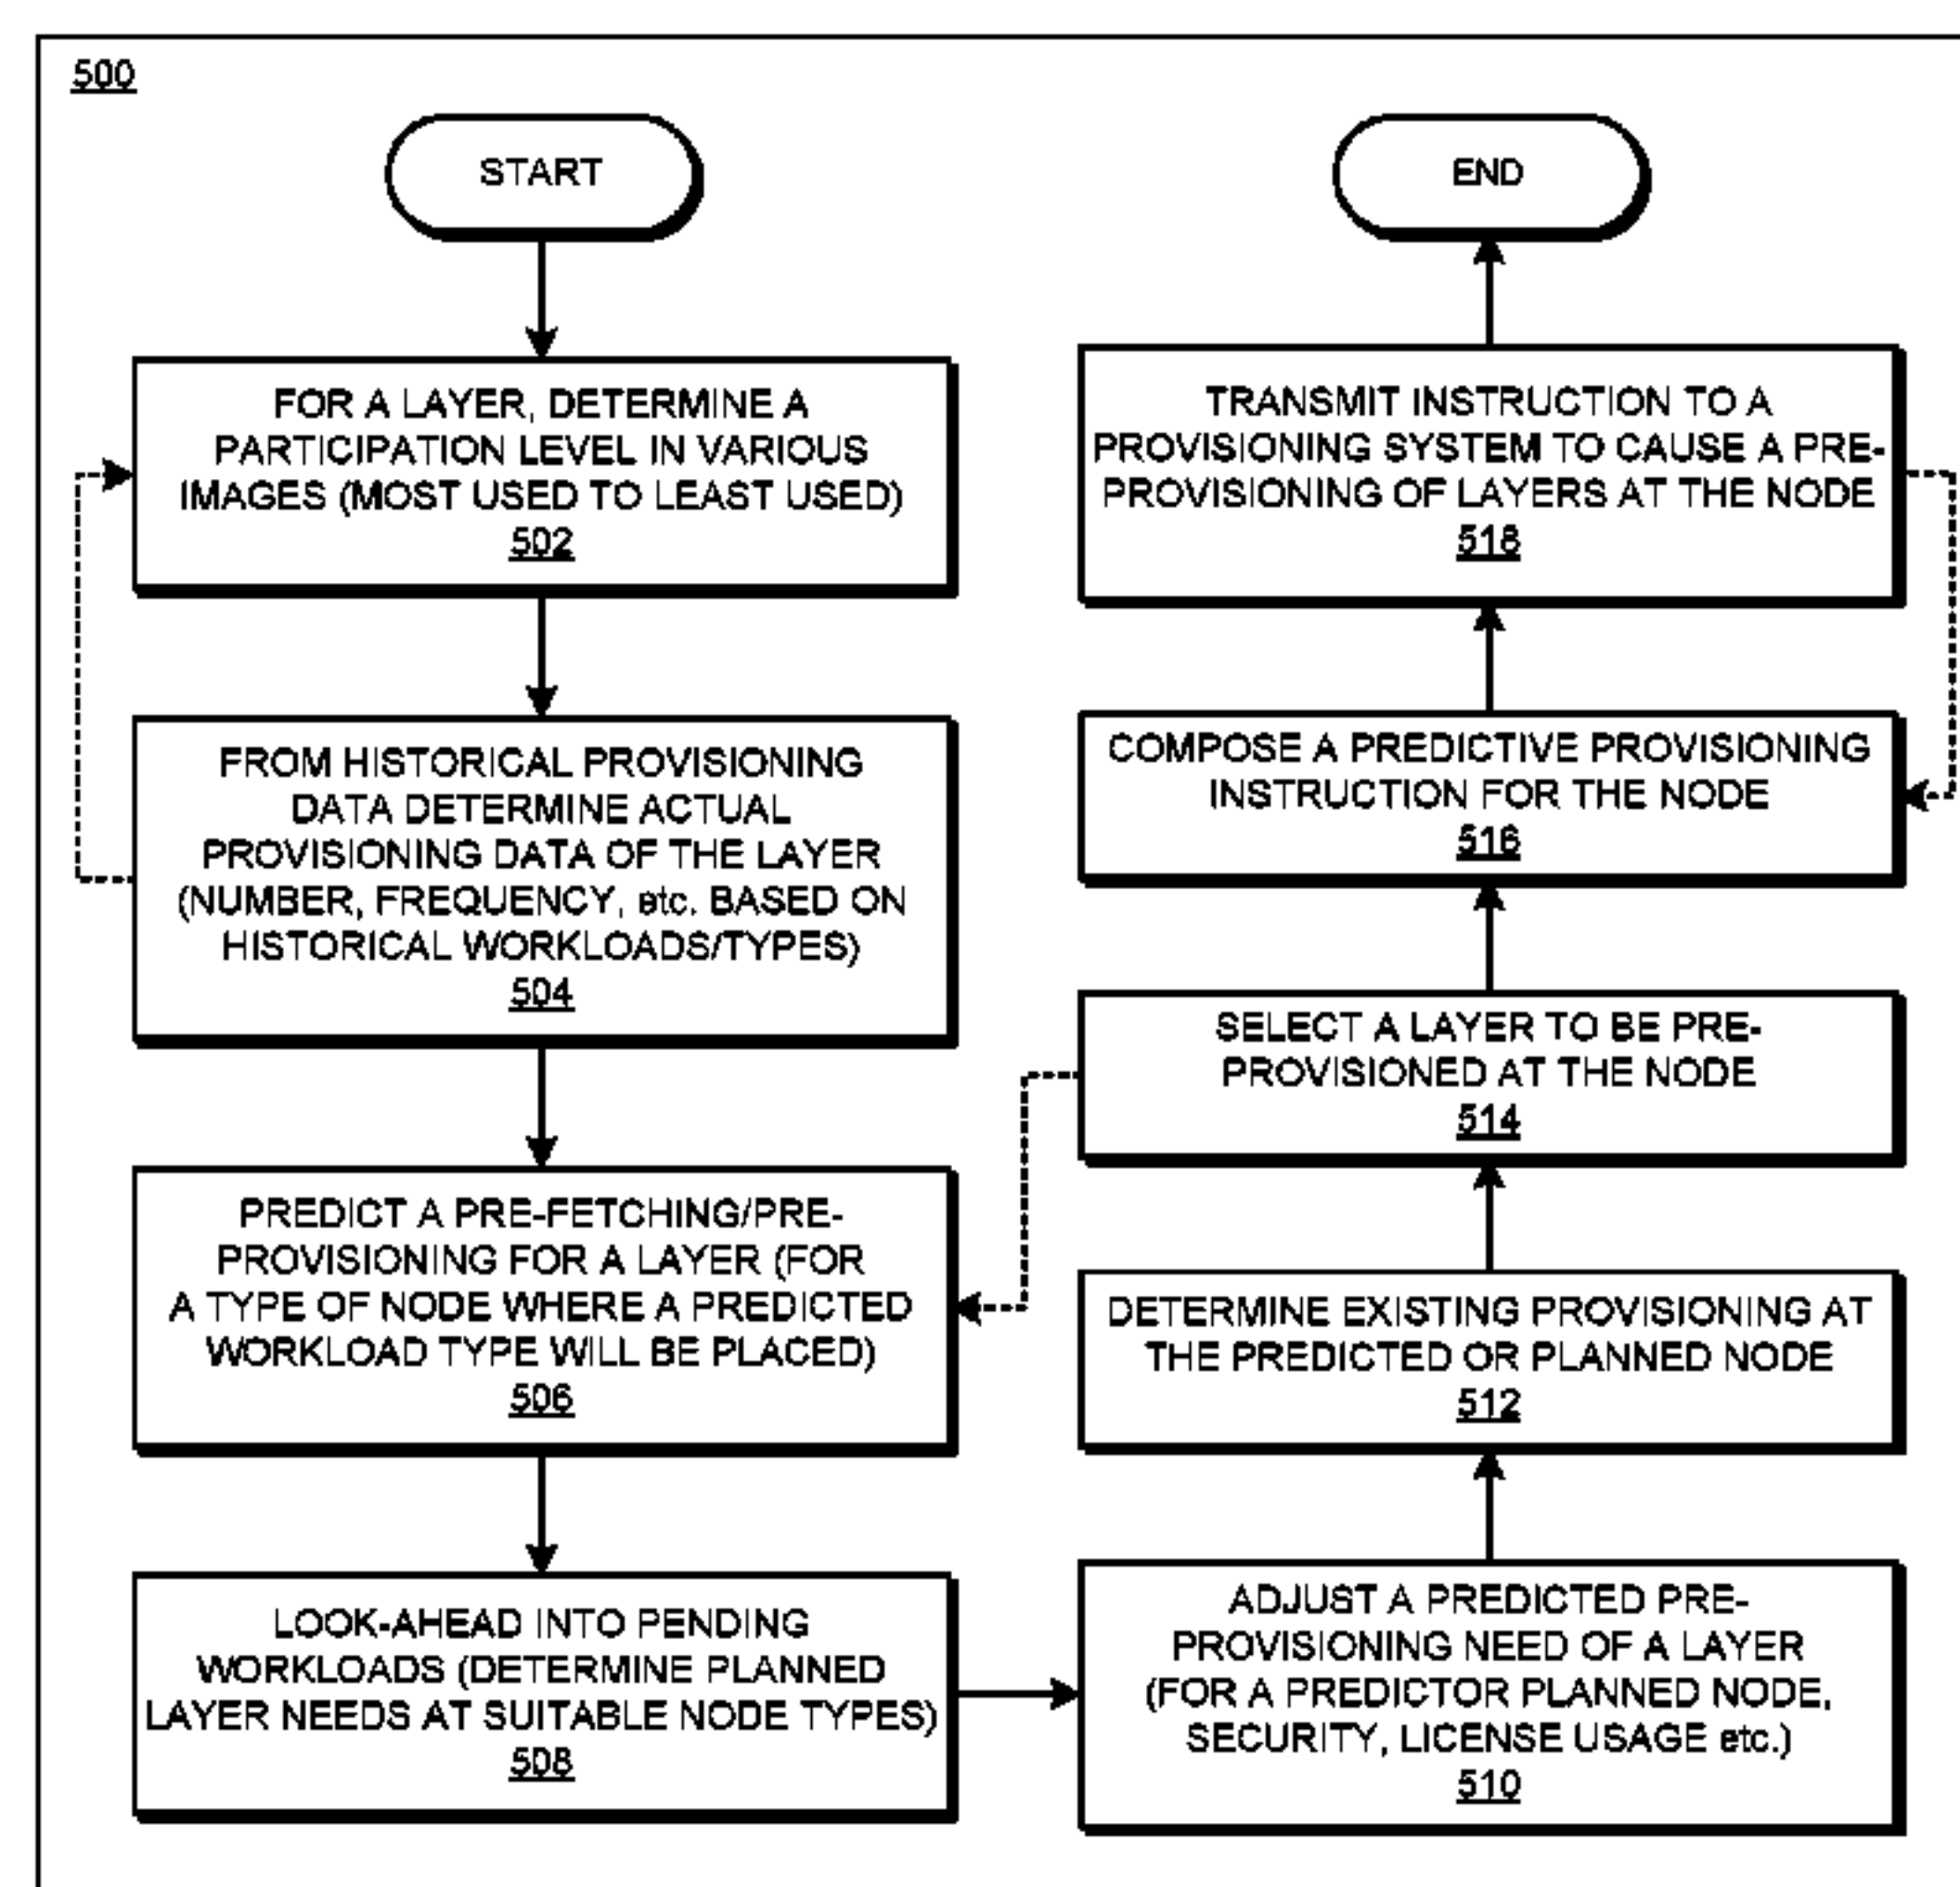 500
START
FOR A LAYER, DETERMINE A
PARTICIPATION LEVEL IN VARIOUS
IMAGES (MOST USED TO LEAST USED)
502
FROM HISTORICAL PROVISIONING
DATA DETERMINE ACTUAL
PROVISIONING DATA OF THE LAYER
(NUMBER, FREQUENCY, etc. BASED ON
HISTORICAL WORKLOADS/TYPES)
504
PREDICT A PRE-FETCHING/PRE-
PROVISIONING FOR A LAYER (FOR
A TYPE OF NODE WHERE A PREDICTED
WORKLOAD TYPE WILL BE PLACED)
506
LOOK-AHEAD INTO PENDING
WORKLOADS (DETERMINE PLANNED
LAYER NEEDS AT SUITABLE NODE TYPES)
508
ADJUST A PREDICTED PRE-
PROVISIONING NEED OF A LAYER
(FOR A PREDICTOR PLANNED NODE,
SECURITY, LICENSE USAGE etc.)
510
DETERMINE EXISTING PROVISIONING AT
THE PREDICTED OR PLANNED NODE
512
SELECT A LAYER TO BE PRE-
PROVISIONED AT THE NODE
514
COMPOSE A PREDICTIVE PROVISIONING
INSTRUCTION FOR THE NODE
516
TRANSMIT INSTRUCTION TO A
PROVISIONING SYSTEM TO CAUSE A PRE-
PROVISIONING OF LAYERS AT THE NODE
518
END